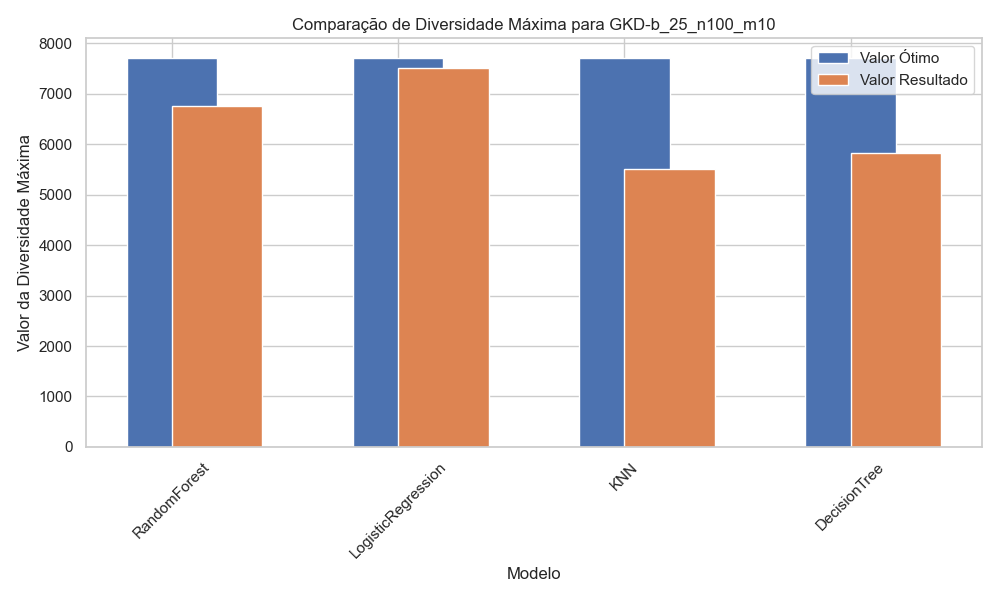 Comparação de Diversidade Máxima para GKD-b_25_n100_m10
Valor Ótimo
Valor Resultado
Valor da Diversidade Máxima
8000
7000
6000
5000
4000
3000
2000
1000
0
RandomForest
LogisticRegression
KNN
DecisionTree
Modelo